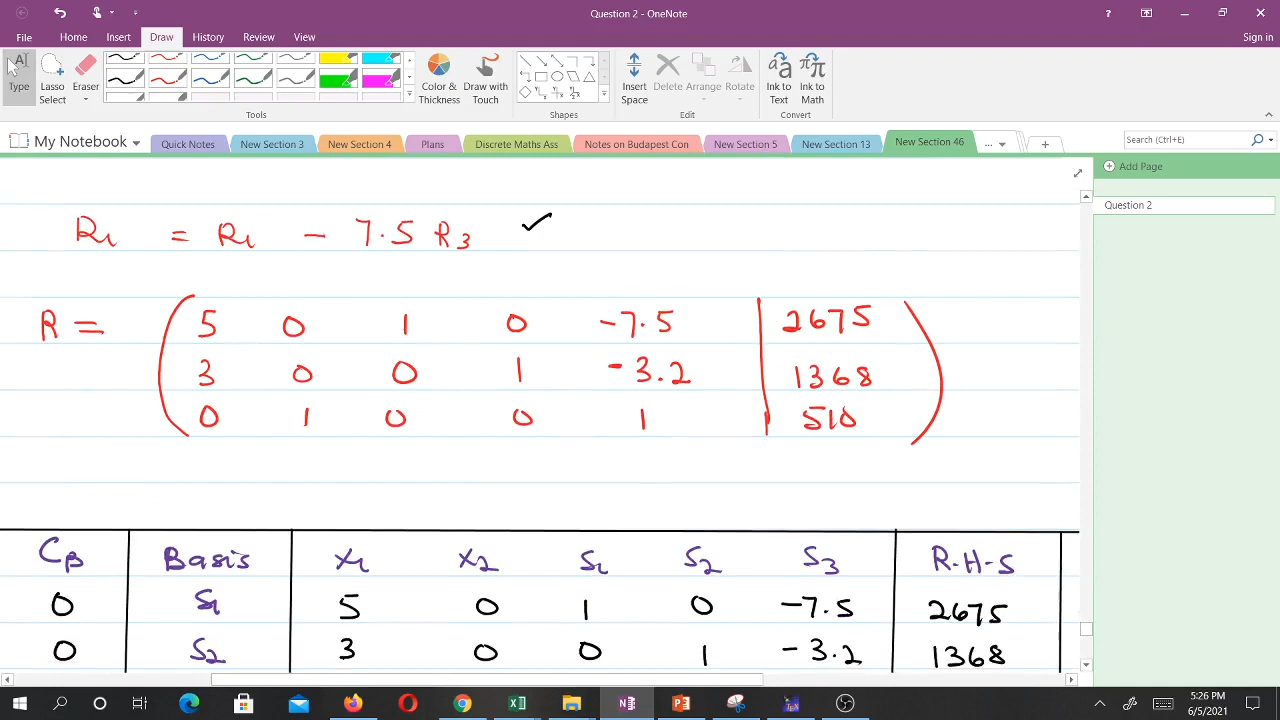 Question 2 - OneNote
? Sign in
File Home Insert Draw History Review View
Type Lasso Select Eraser Color & Thickness Draw with Touch Insert Space Delete Arrange Rotate Ink to Text Ink to Math
Tools Shapes Edit Convert
My Notebook Quick Notes New Section 3 New Section 4 Plans Discrete Maths Ass Notes on Budapest Con New Section 5 New Section 13 New Section 46 ... + Search (Ctrl+E)
Add Page
Question 2
R1 = R1 - 7.5 R3 ✓
R = ( 5 0 1 0 -7.5 | 2675
3 0 0 1 -3.2 | 1368
0 1 0 0 1 | 510 )
CB Basis X1 X2 S1 S2 S3 R.H.S
0 S1 5 0 1 0 -7.5 2675
0 S2 3 0 0 1 -3.2 1368
5:26 PM
6/5/2021